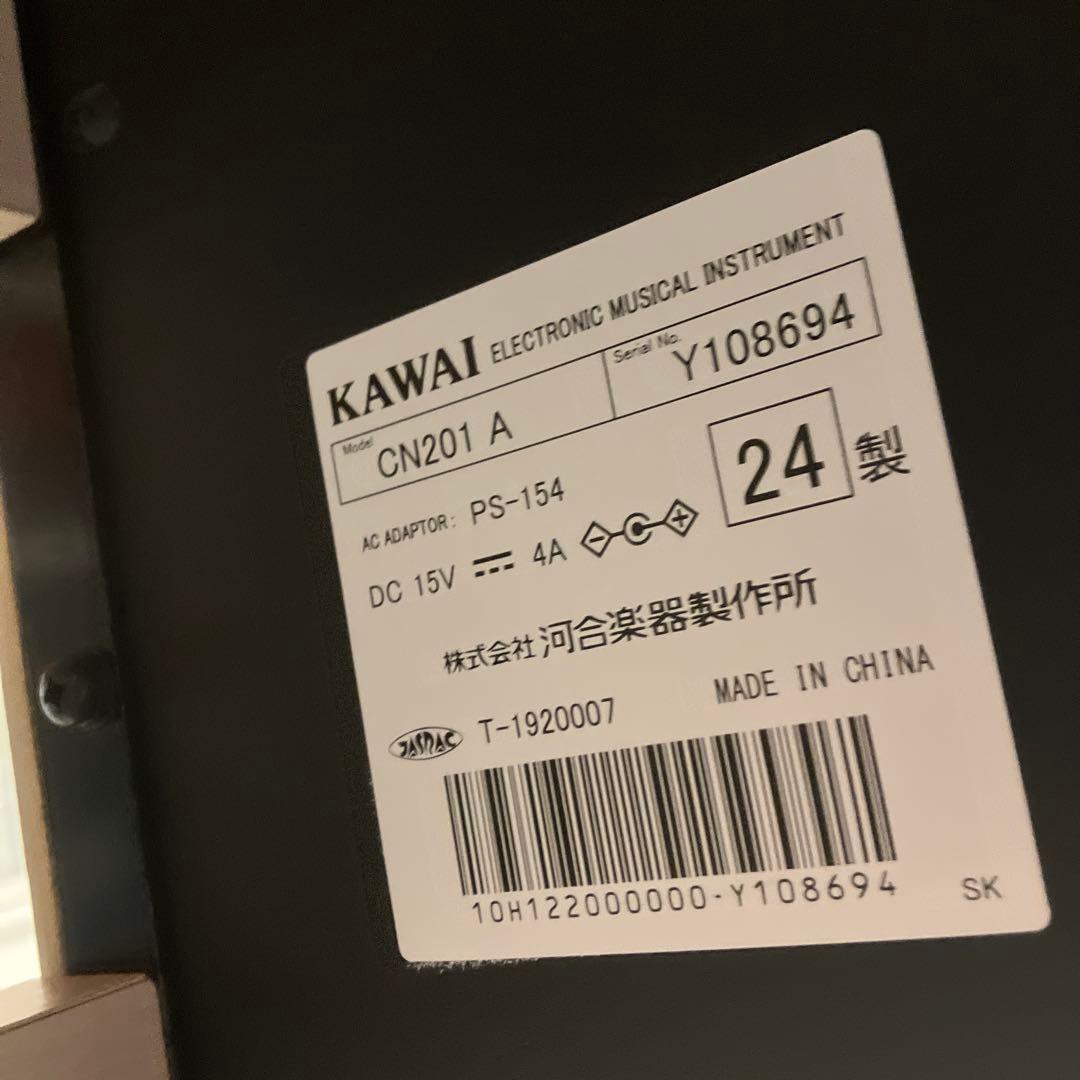 KAWAI ELECTRONIC MUSICAL INSTRUMENT
Model CN201 A Serial No. Y108694
AC ADAPTOR: PS-154
24 製
DC 15V ⎓ 4A
株式会社 河合楽器製作所
MADE IN CHINA
JASRAC T-1920007
10H122000000-Y108694
SK